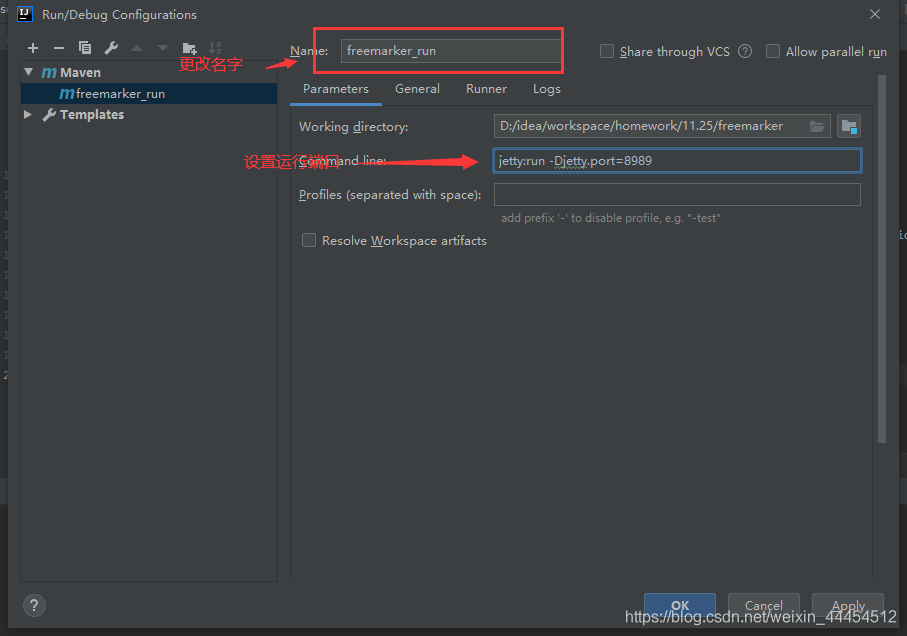 Run/Debug Configurations
Name: freemarker_run
Share through VCS ?
Allow parallel run
更改名字
Maven
freemarker_run
Templates
Parameters General Runner Logs
Working directory: D:/idea/workspace/homework/11.25/freemarker
设置运行端口
Command line: jetty:run -Djetty.port=8989
Profiles (separated with space):
add prefix '-' to disable profile, e.g. "-test"
Resolve Workspace artifacts
? OK Cancel Apply
https://blog.csdn.net/weixin_44454512